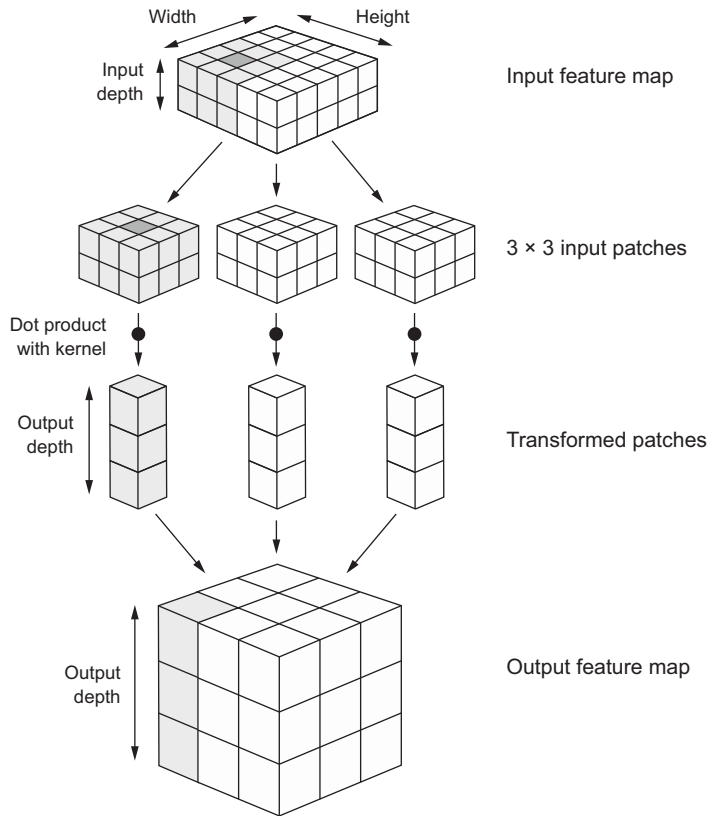 Width
Height
Input
depth
Input feature map
3 × 3 input patches
Dot product
with kernel
Output
depth
Transformed patches
Output
depth
Output feature map